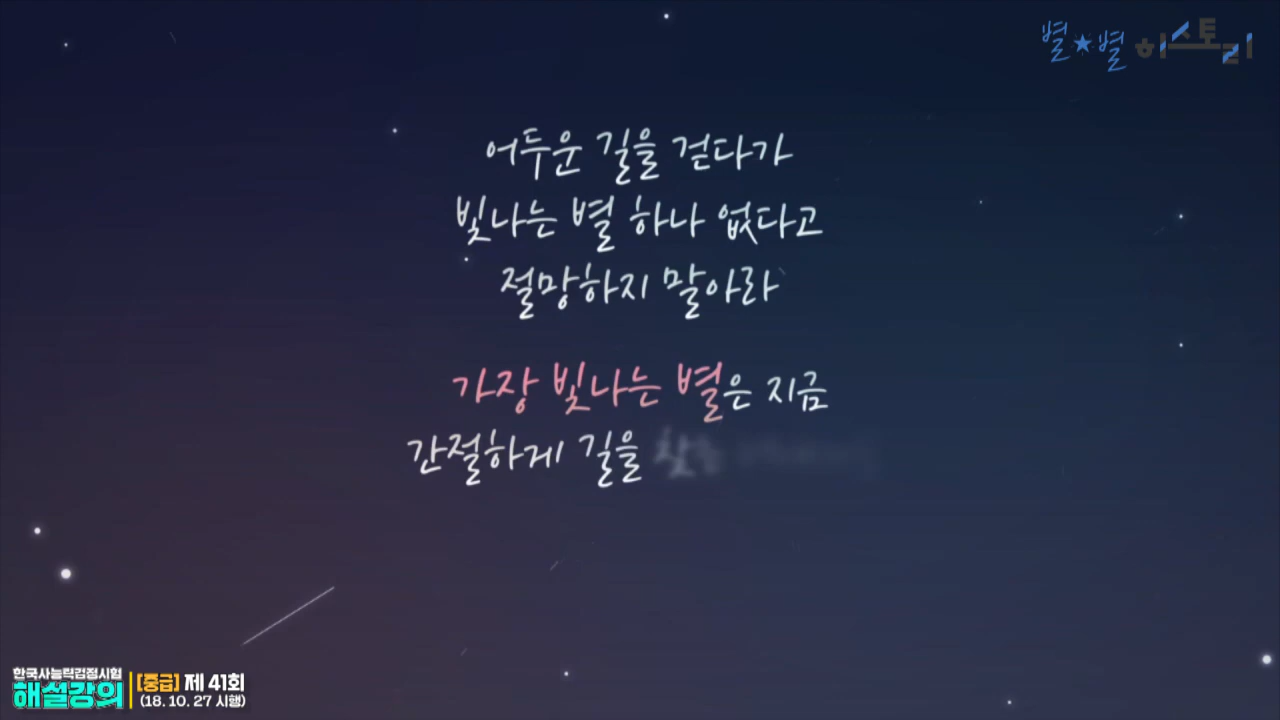 별★별 히스토리
어두운 길을 걷다가
빛나는 별 하나 없다고
절망하지 말아라
가장 빛나는 별은 지금
간절하게 길을
한국사능력검정시험
해설강의
[중급] 제 41회
(18. 10. 27 시행)